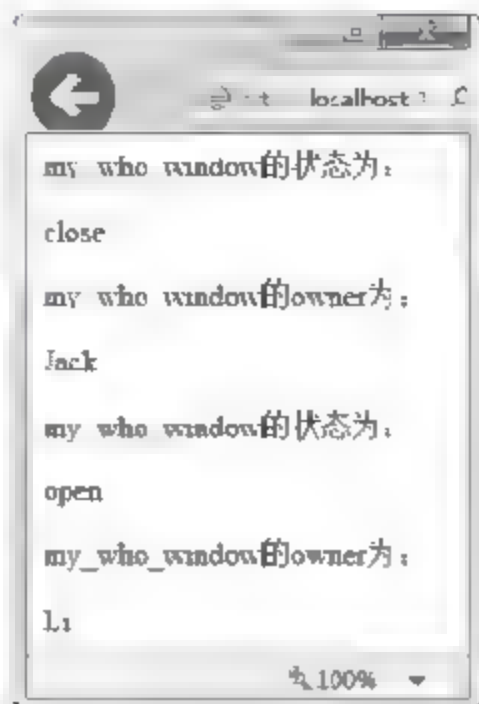 localhost
my who window的状态为：
close
my who window的owner为：
Jack
my who window的状态为：
open
my_who_window的owner为：
Li
100%